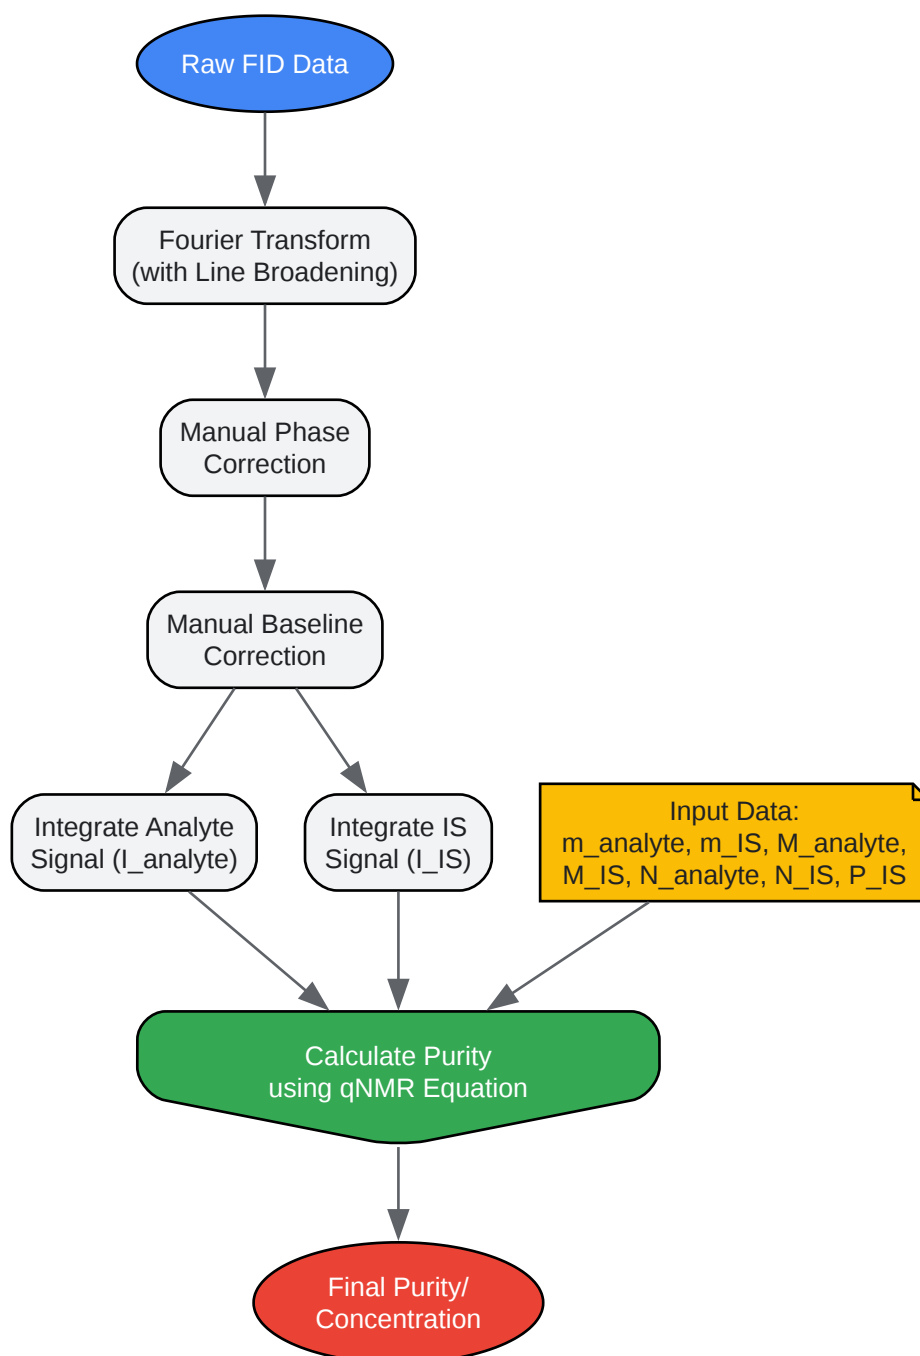 Raw FID Data
Fourier Transform
(with Line Broadening)
Manual Phase
Correction
Manual Baseline
Correction
Integrate Analyte
Signal (I_analyte)
Integrate IS
Signal (I_IS)
Input Data:
m_analyte, m_IS, M_analyte,
M_IS, N_analyte, N_IS, P_IS
Calculate Purity
using qNMR Equation
Final Purity/
Concentration